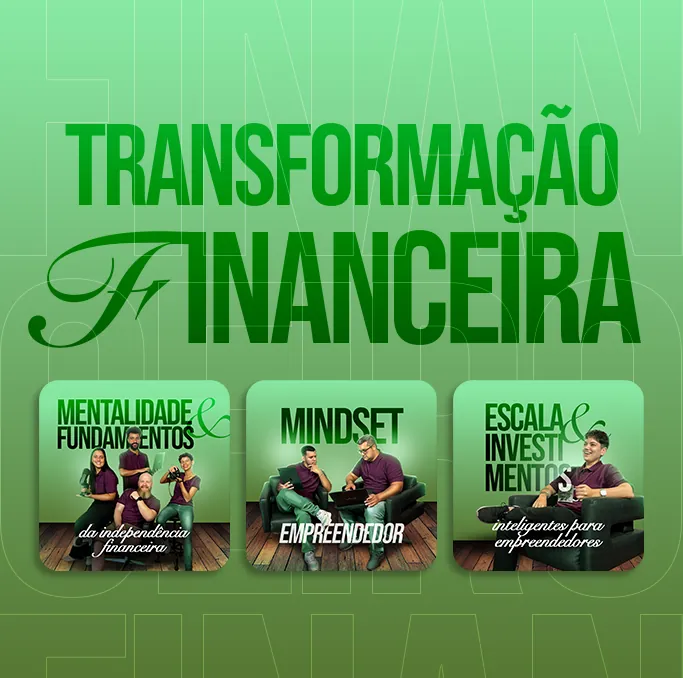 TRANSFORMAÇÃO
FINANCEIRA
MENTALIDADE &
FUNDAMENTOS
da independência
financeira
MINDSET
EMPREENDEDOR
ESCALA &
INVESTI
MENTOS
inteligentes para
empreendedores